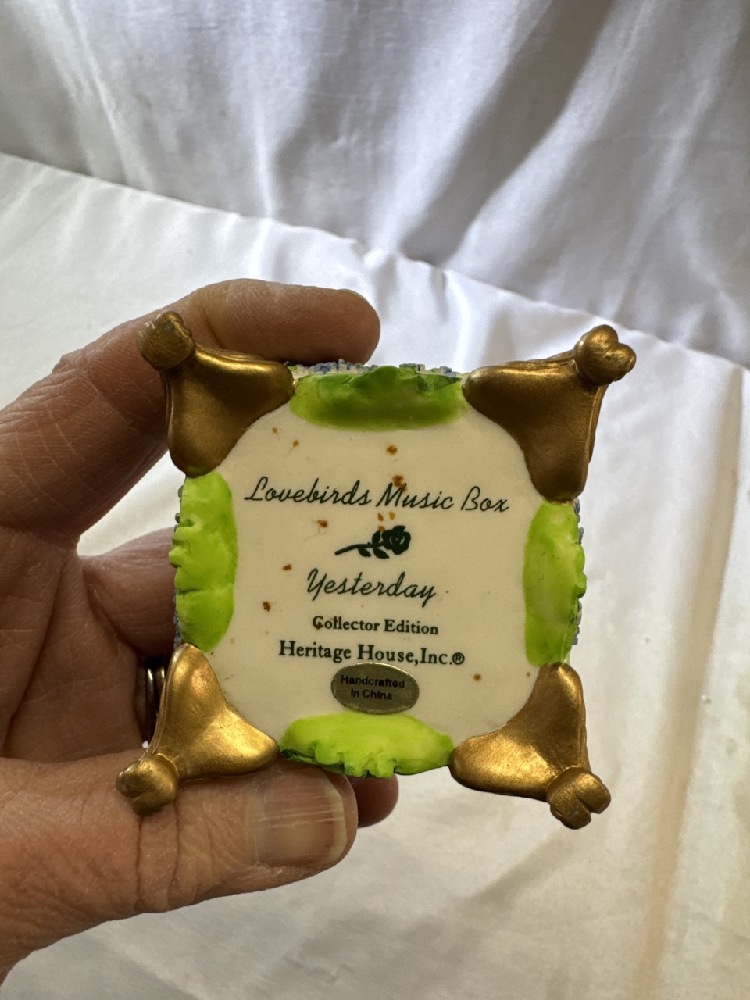 Lovebirds Music Box
Yesterday
Collector Edition
Heritage House,Inc.®
Handcrafted
in China